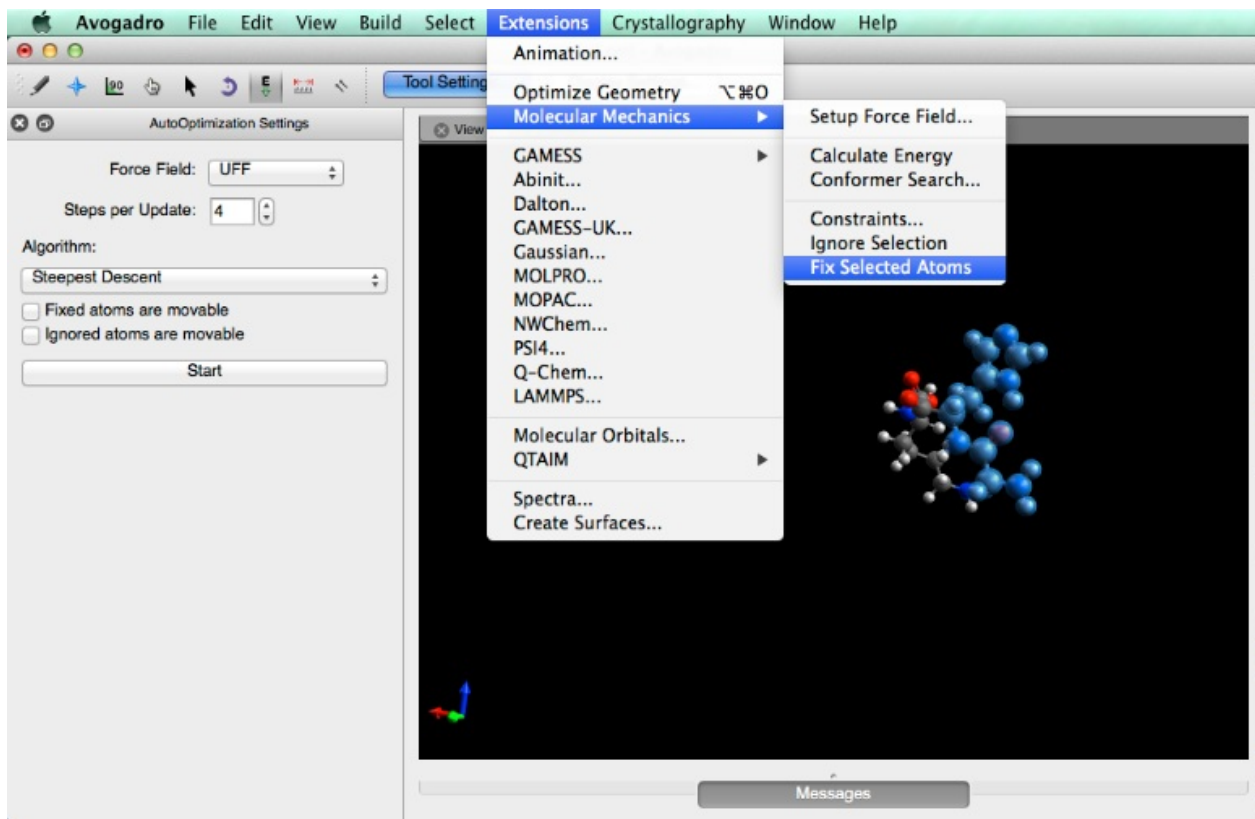 Avogadro File Edit View Build Select Extensions Crystallography Window Help
90 E Tool Setting
AutoOptimization Settings
Force Field: UFF
Steps per Update: 4
Algorithm:
Steepest Descent
Fixed atoms are movable
Ignored atoms are movable
Start
View
Animation...
Optimize Geometry ⌥⌘O
Molecular Mechanics
GAMESS
Abinit...
Dalton...
GAMESS-UK...
Gaussian...
MOLPRO...
MOPAC...
NWChem...
PSI4...
Q-Chem...
LAMMPS...
Molecular Orbitals...
QTAIM
Spectra...
Create Surfaces...
Setup Force Field...
Calculate Energy
Conformer Search...
Constraints...
Ignore Selection
Fix Selected Atoms
Messages